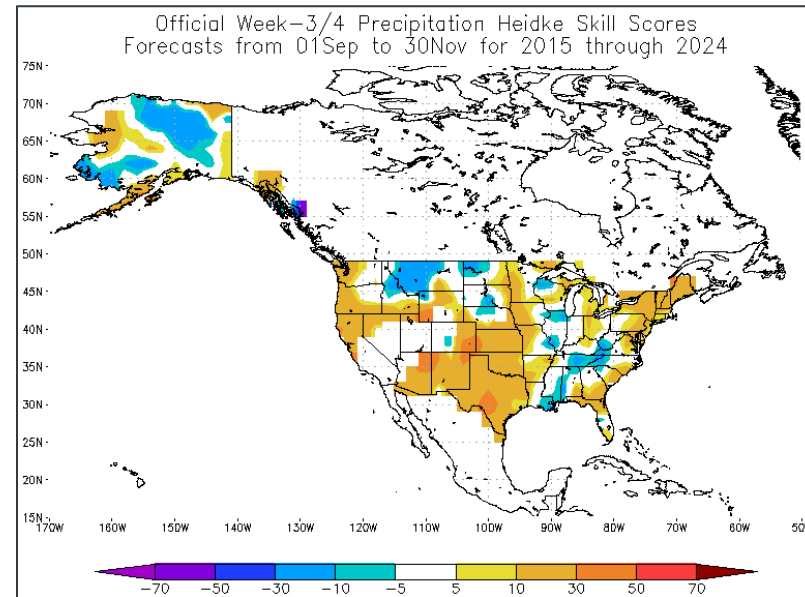 Official Week-3/4 Precipitation Heidke Skill Scores
Forecasts from 01Sep to 30Nov for 2015 through 2024
75N
70N
65N
60N
55N
50N
45N
40N
35N
30N
25N
20N
15N
170W 160W 150W 140W 130W 120W 110W 100W 90W 80W 70W 60W 50
-70 -50 -30 -10 -5 5 10 30 50 70